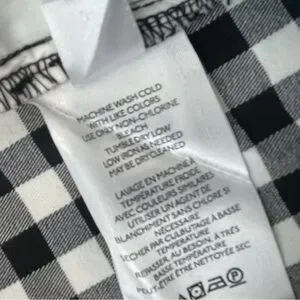 MACHINE WASH COLD
WITH LIKE COLORS
USE ONLY NON-CHLORINE
BLEACH
TUMBLE DRY LOW
LOW IRON AS NEEDED
MAY BE DRY CLEANED
LAVAGE EN MACHINE À
TEMPÉRATURE FROIDE
AVEC COULEURS SIMILAIRES
UTILISER UN AGENT DE
BLANCHIMENT SANS CHLORE SI
SÉCHER PAR CULBUTAGE À BASSE
TEMPÉRATURE
REPASSER, AU BESOIN, À TRÈS
BASSE TEMPÉRATURE
PEUT-ÊTRE ÊTRE NETTOYÉE SEC